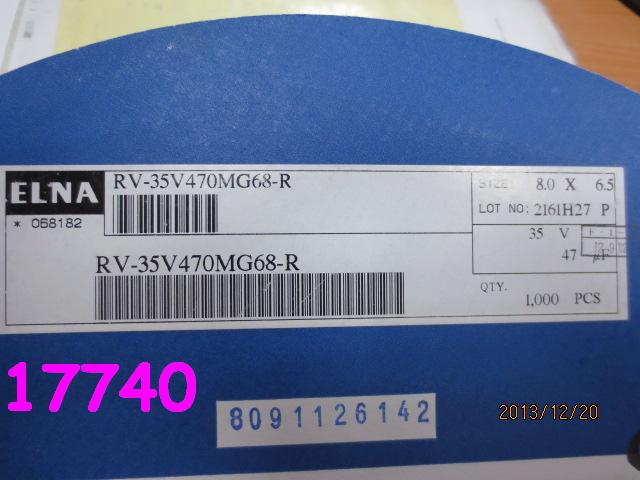 ELNA
* 068182
RV-35V470MG68-R
SIZE: 8.0 X 6.5
LOT NO: 2161H27 P
35 V
47 µF
RV-35V470MG68-R
QTY.
1,000 PCS
17740
8091126142
2013/12/20